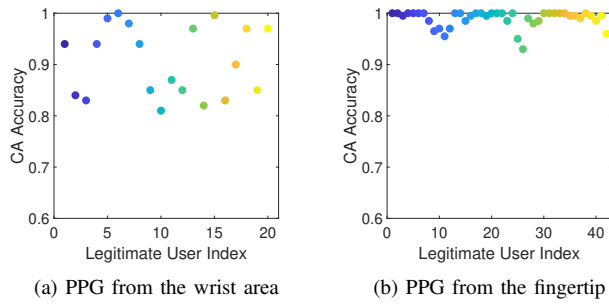 1
0.9
0.8
0.7
0.6
CA Accuracy
0 5 10 15 20
Legitimate User Index
(a) PPG from the wrist area
1
0.9
0.8
0.7
0.6
CA Accuracy
0 10 20 30 40
Legitimate User Index
(b) PPG from the fingertip